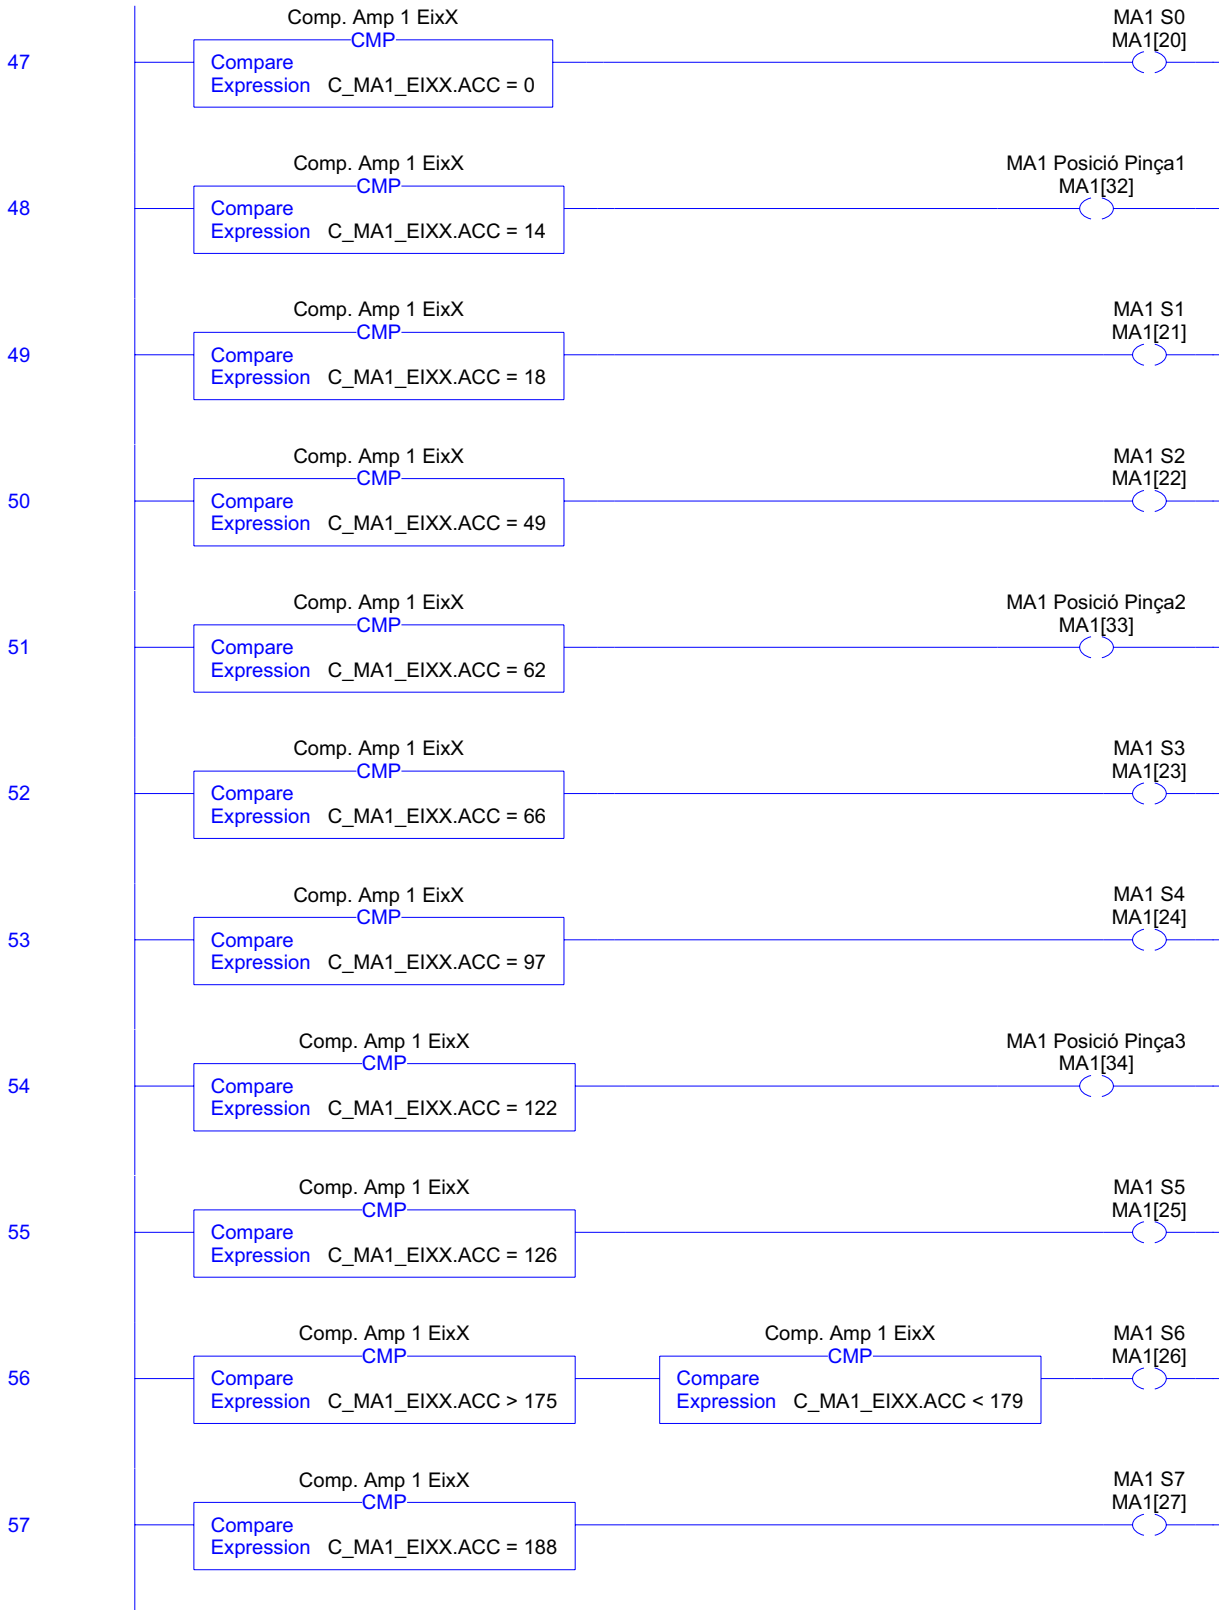 Comp. Amp 1 EixX
MA1 S0
CMP
MA1[20]
47
Compare
Expression C_MA1_EIXX.ACC = 0
Comp. Amp 1 EixX
MA1 Posició Pinça1
CMP
MA1[32]
48
Compare
Expression C_MA1_EIXX.ACC = 14
Comp. Amp 1 EixX
MA1 S1
CMP
MA1[21]
49
Compare
Expression C_MA1_EIXX.ACC = 18
Comp. Amp 1 EixX
MA1 S2
CMP
MA1[22]
50
Compare
Expression C_MA1_EIXX.ACC = 49
Comp. Amp 1 EixX
MA1 Posició Pinça2
CMP
MA1[33]
51
Compare
Expression C_MA1_EIXX.ACC = 62
Comp. Amp 1 EixX
MA1 S3
CMP
MA1[23]
52
Compare
Expression C_MA1_EIXX.ACC = 66
Comp. Amp 1 EixX
MA1 S4
CMP
MA1[24]
53
Compare
Expression C_MA1_EIXX.ACC = 97
Comp. Amp 1 EixX
MA1 Posició Pinça3
CMP
MA1[34]
54
Compare
Expression C_MA1_EIXX.ACC = 122
Comp. Amp 1 EixX
MA1 S5
CMP
MA1[25]
55
Compare
Expression C_MA1_EIXX.ACC = 126
Comp. Amp 1 EixX
Comp. Amp 1 EixX
MA1 S6
CMP
CMP
MA1[26]
56
Compare
Compare
Expression C_MA1_EIXX.ACC > 175
Expression C_MA1_EIXX.ACC < 179
Comp. Amp 1 EixX
MA1 S7
CMP
MA1[27]
57
Compare
Expression C_MA1_EIXX.ACC = 188